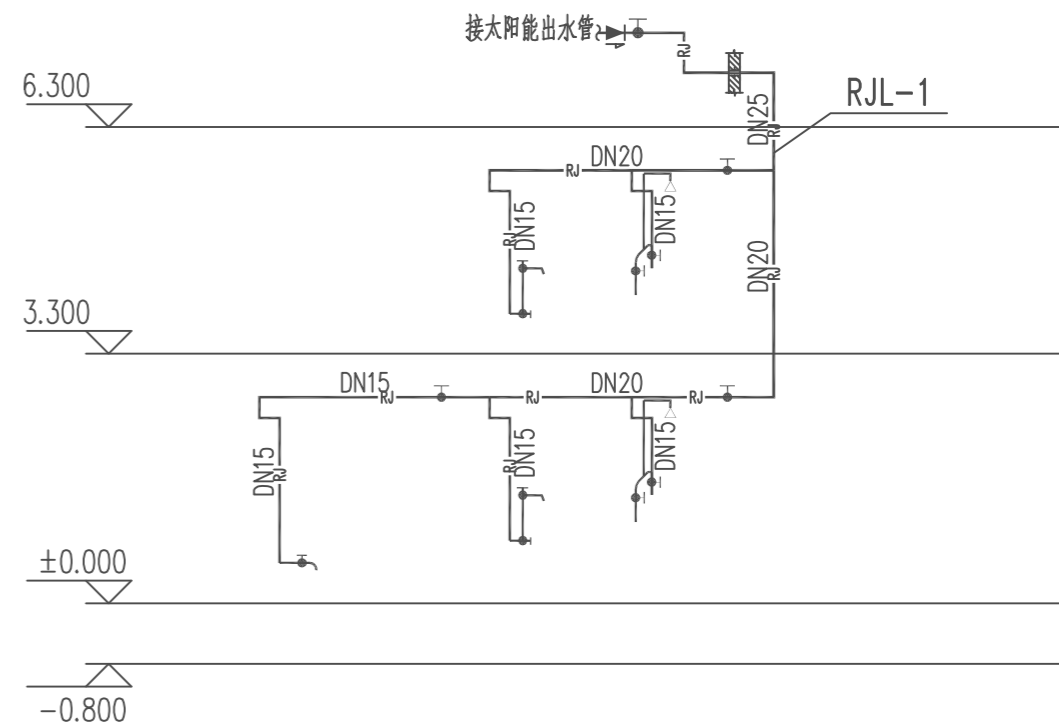 接太阳能出水管
RJ
6.300
RJL-1
DN25
RJ
DN20
RJ
DN15
RJ
DN15
DN20
RJ
3.300
DN15
RJ
RJ
DN20
RJ
DN15
RJ
DN15
RJ
DN15
±0.000
-0.800